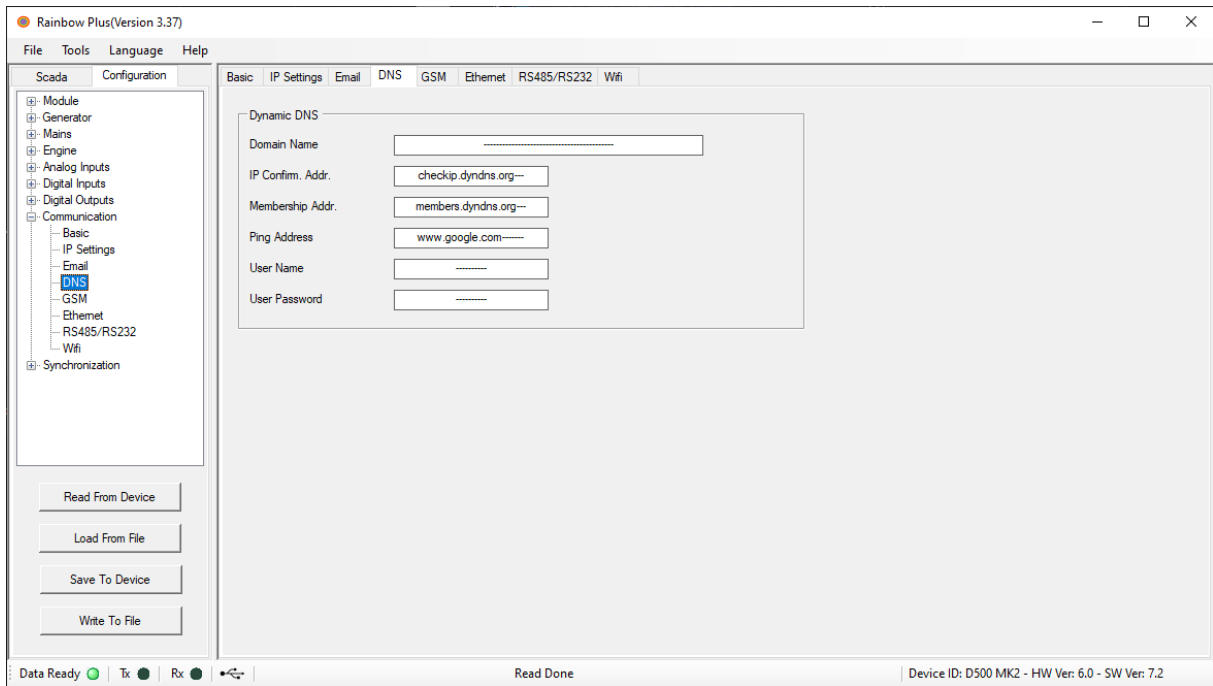 Rainbow Plus(Version 3.37)
File Tools Language Help
Scada Configuration
Module
Generator
Mains
Engine
Analog Inputs
Digital Inputs
Digital Outputs
Communication
Basic
IP Settings
Email
DNS
GSM
Ethernet
RS485/RS232
Wifi
Synchronization
Read From Device
Load From File
Save To Device
Write To File
Basic IP Settings Email DNS GSM Ethernet RS485/RS232 Wifi
Dynamic DNS
Domain Name -----------------------------------------
IP Confirm. Addr. checkip.dyndns.org---
Membership Addr. members.dyndns.org---
Ping Address www.google.com-------
User Name ----------
User Password ----------
Data Ready Tx Rx Read Done Device ID: D500 MK2 - HW Ver: 6.0 - SW Ver: 7.2